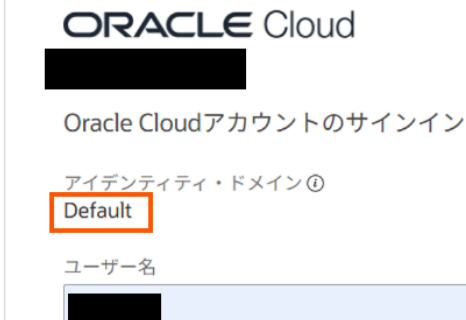 ORACLE Cloud
Oracle Cloudアカウントのサインイン
アイデンティティ・ドメイン
Default
ユーザー名